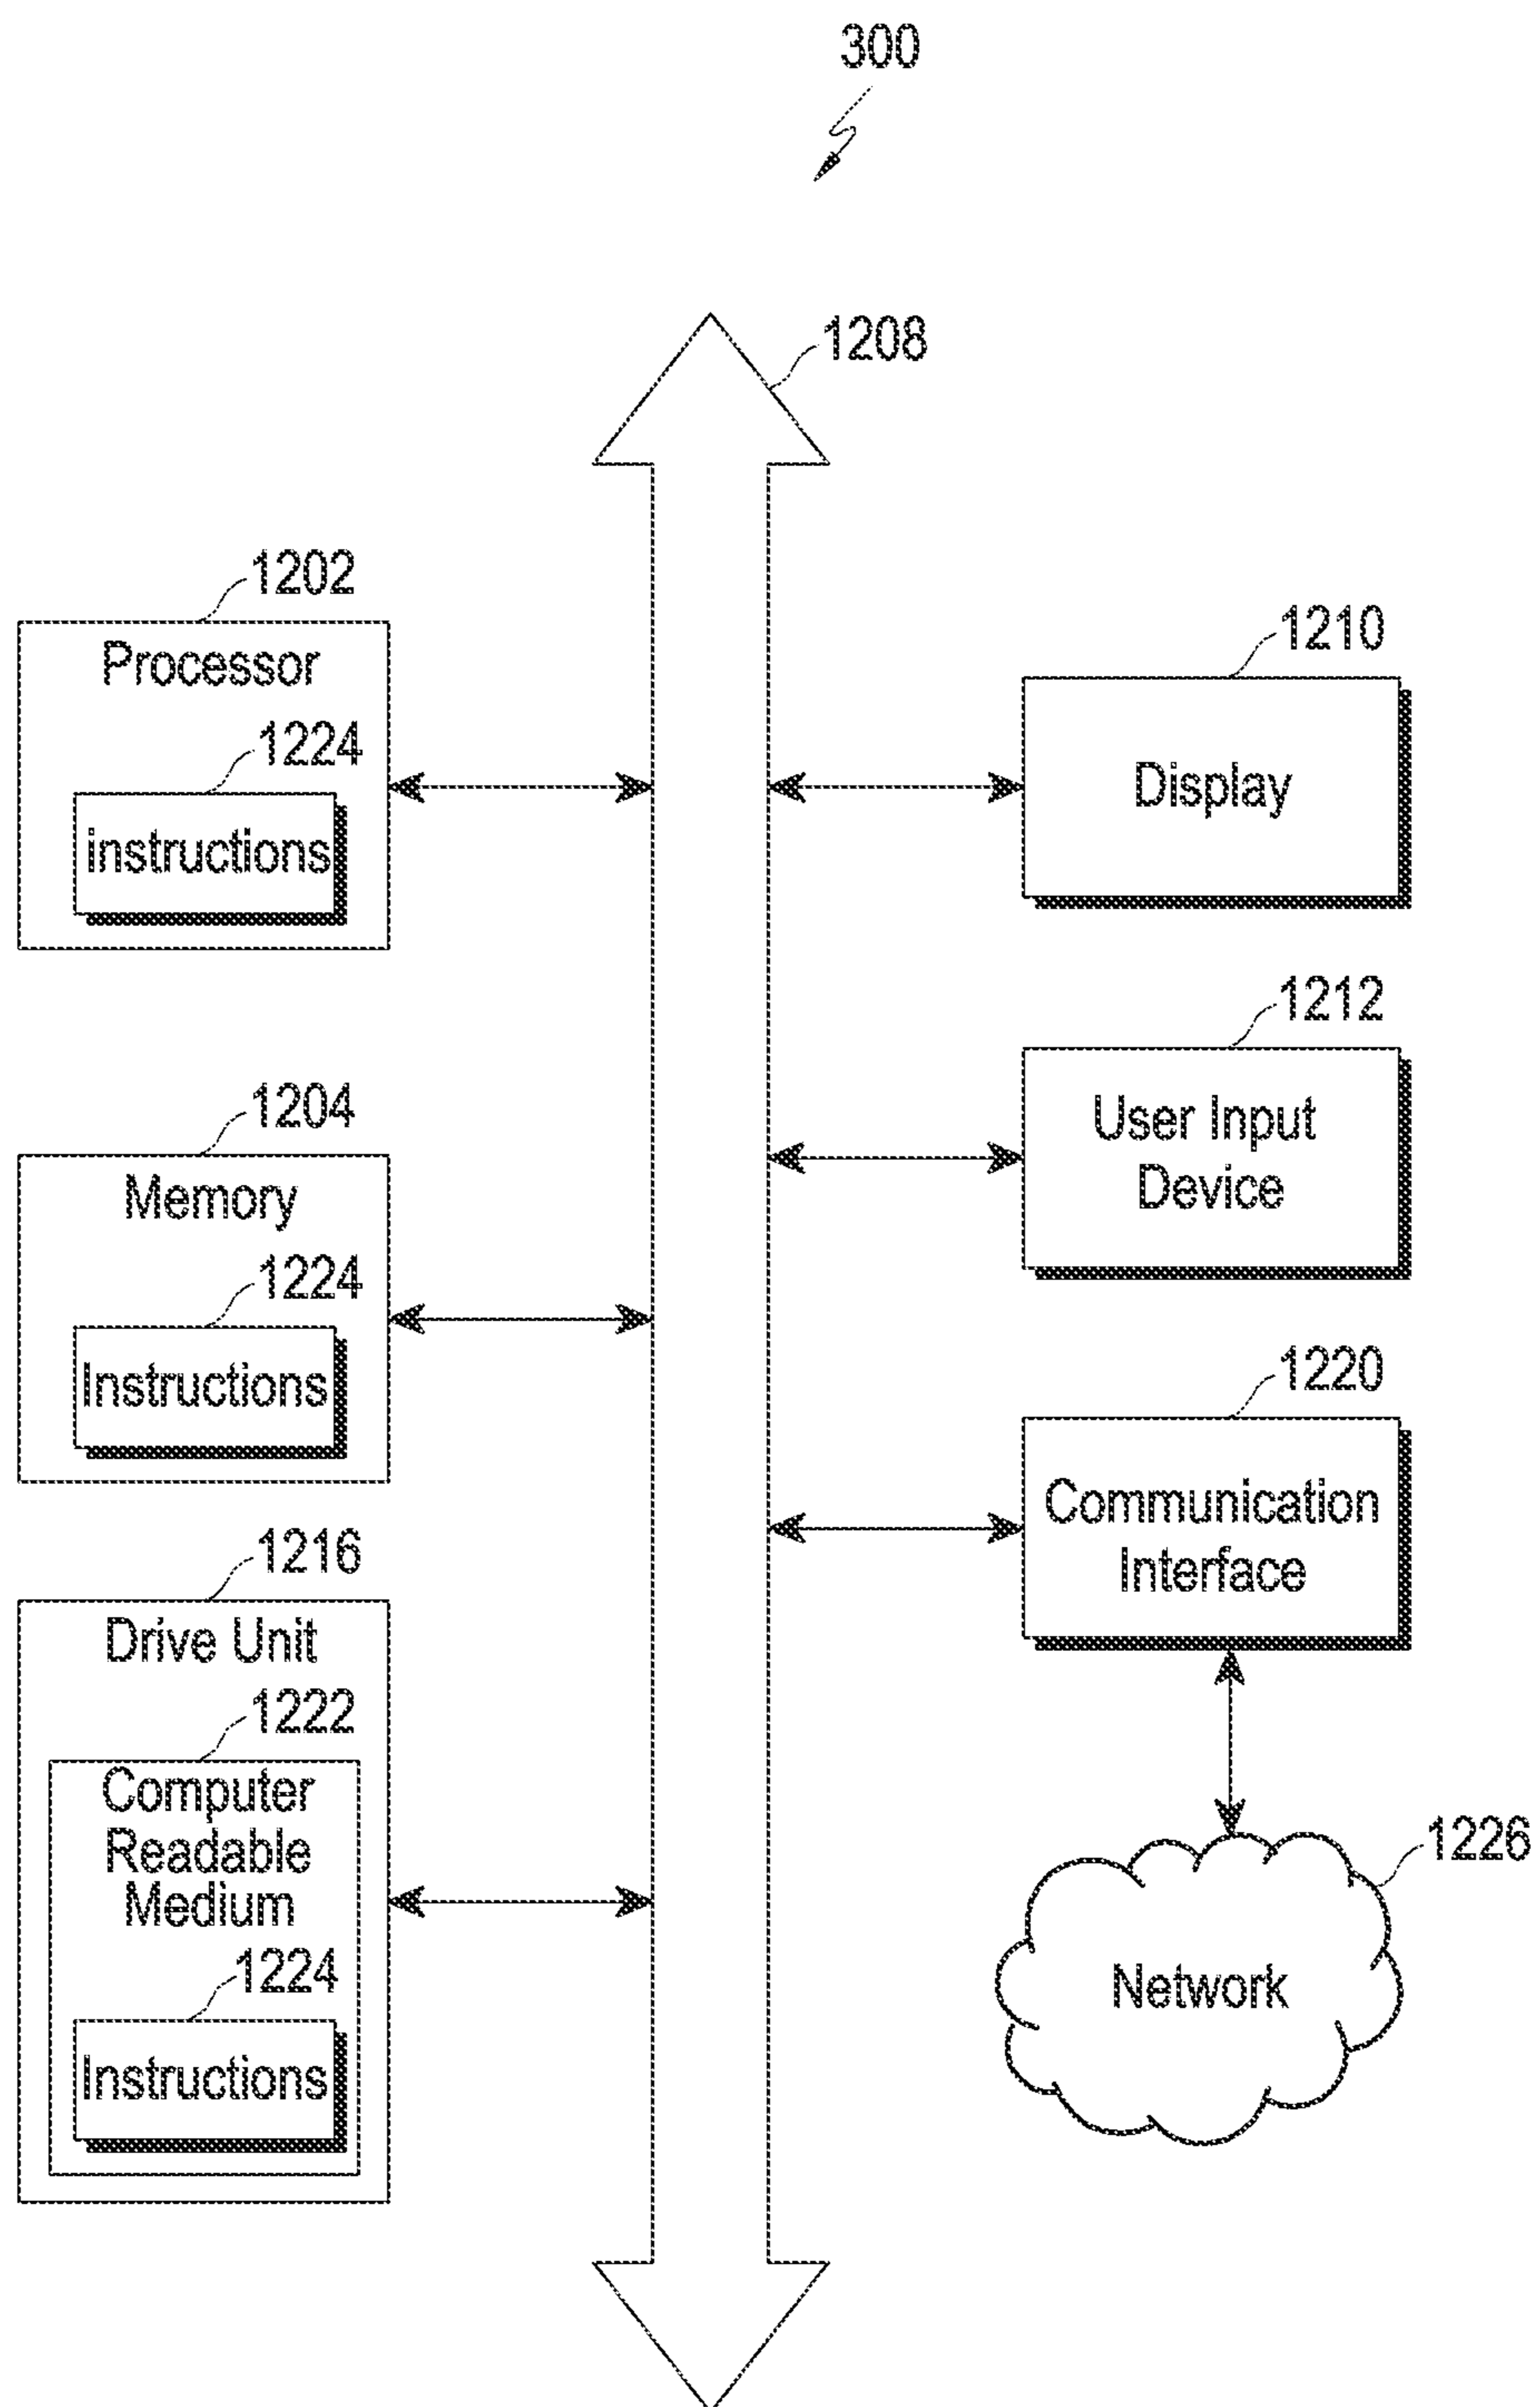 300
1208
1202
Processor
1224
instructions
1210
Display
1212
User Input
Device
1204
Memory
1224
Instructions
1220
Communication
Interface
1216
Drive Unit
1222
Computer
Readable
Medium
1224
Instructions
1226
Network